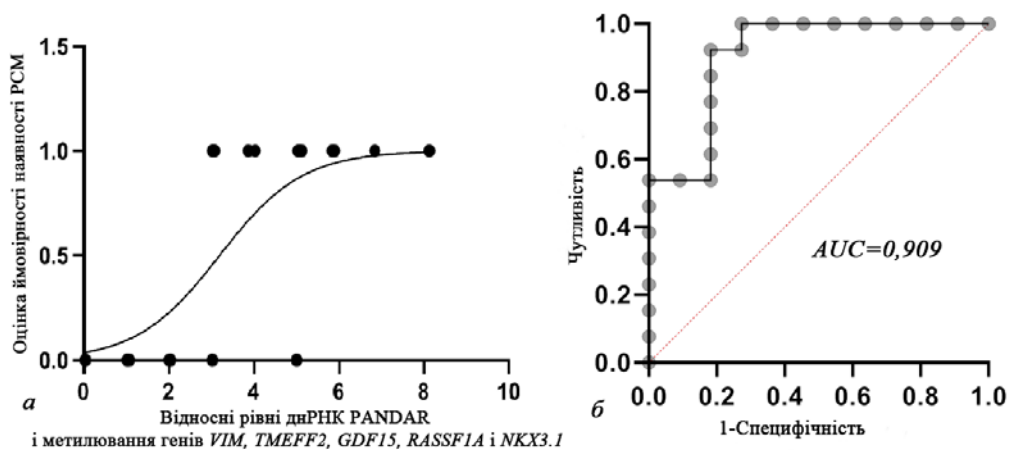 Оцінка ймовірності наявності РСМ
1.5
1.0
0.5
0.0
0 2 4 6 8 10
а
Відносні рівні днРНК PANDAR
і метилювання генів VIM, TMEFF2, GDF15, RASSF1A і NKX3.1
Чутливість
1.0
0.8
0.6
0.4
0.2
0.0
AUC=0,909
0.0 0.2 0.4 0.6 0.8 1.0
б
1-Специфічність